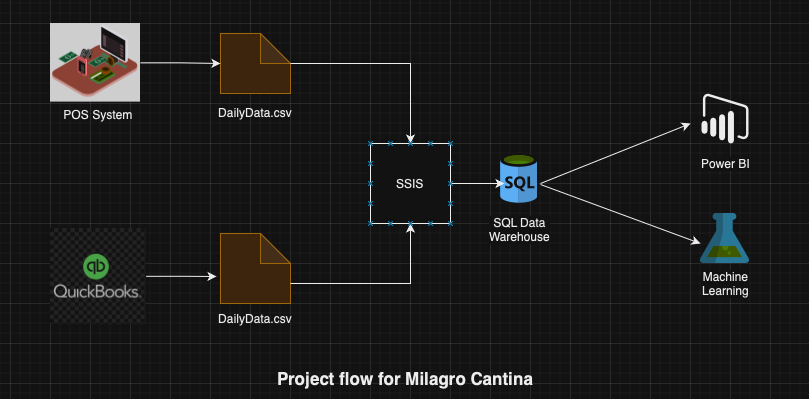 POS System
DailyData.csv
SSIS
SQL
SQL Data
Warehouse
Power BI
qb
QuickBooks.
DailyData.csv
Machine
Learning
Project flow for Milagro Cantina